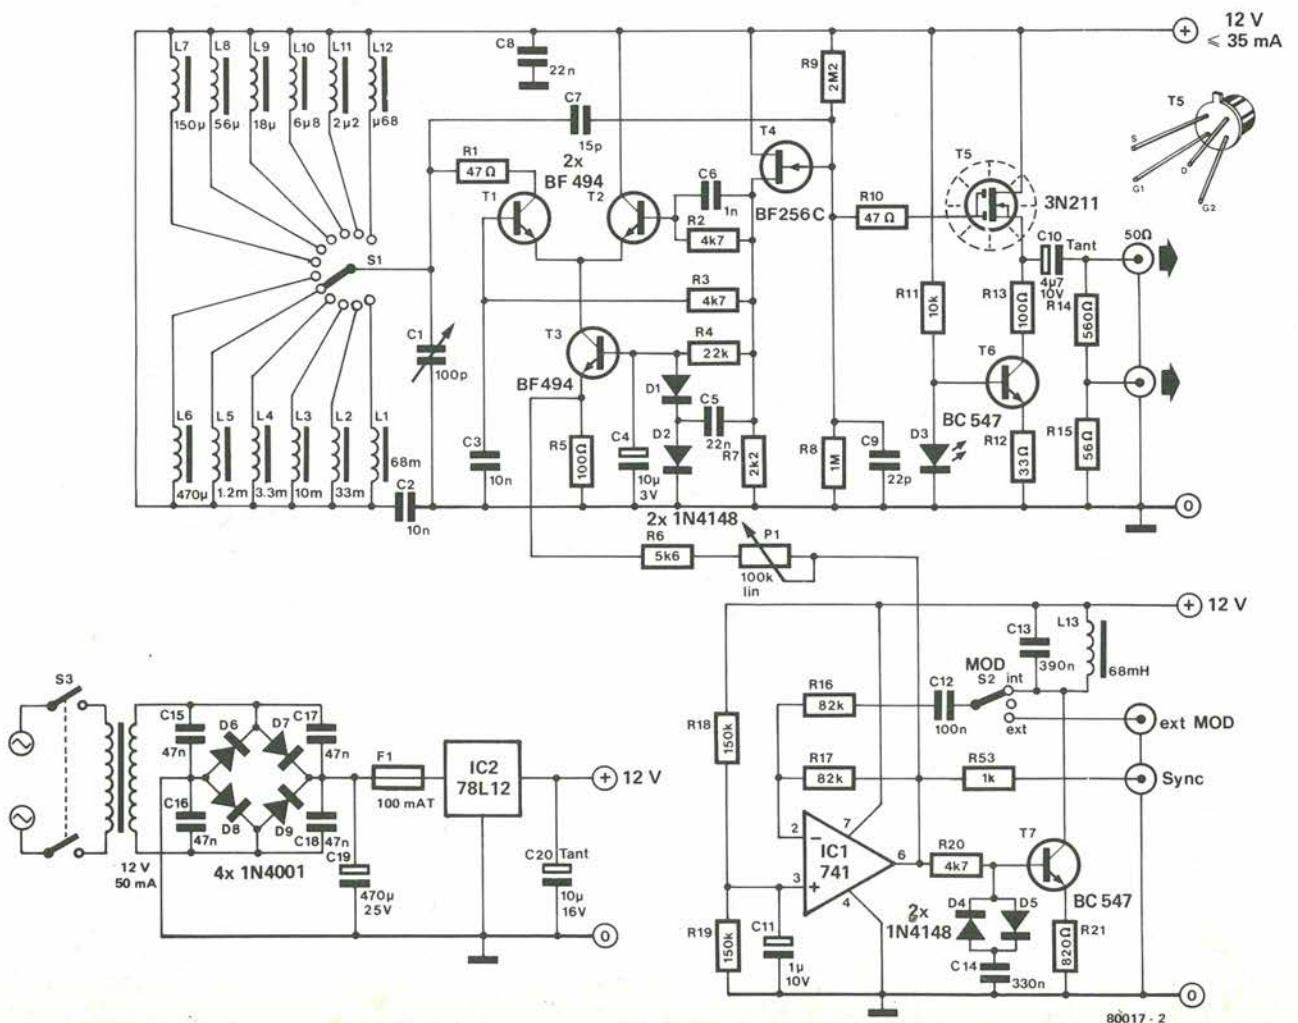 12 V
≤ 35 mA
L7
L8
L9
L10
L11
L12
150µ
56µ
18µ
6µ8
2µ2
µ68
C8
22n
C7
15p
R9
2M2
T5
S
G1
D
G2
R1
47 Ω
2x
BF 494
T1
T2
C6
1n
R2
4k7
T4
BF256C
R10
47 Ω
T5
3N211
C10
Tant
4µ7
10V
50Ω
S1
R3
4k7
R11
10k
R13
100Ω
R14
560Ω
C1
100p
T3
BF494
R4
22k
D1
C5
22n
T6
BC 547
L6
L5
L4
L3
L2
L1
470µ
1.2m
3.3m
10m
33m
68m
C2
10n
C3
10n
R5
100Ω
C4
10µ
3V
D2
R7
2k2
R8
1M
C9
22p
D3
R12
33Ω
R15
56Ω
0
2x 1N4148
R6
5k6
P1
100k
lin
12 V
R18
150k
R16
82k
C12
100n
MOD
S2
int
ext
C13
390n
L13
68mH
ext MOD
R17
82k
R53
1k
Sync
S3
C15
47n
D6
D7
C17
47n
C16
47n
D8
D9
C18
47n
12 V
50 mA
4x 1N4001
F1
100 mAT
IC2
78L12
12 V
C19
470µ
25V
C20
Tant
10µ
16V
0
2
3
7
4
6
IC1
741
R20
4k7
T7
BC 547
R19
150k
C11
1µ
10V
2x
1N4148
D4
D5
C14
330n
R21
820Ω
0
80017 - 2